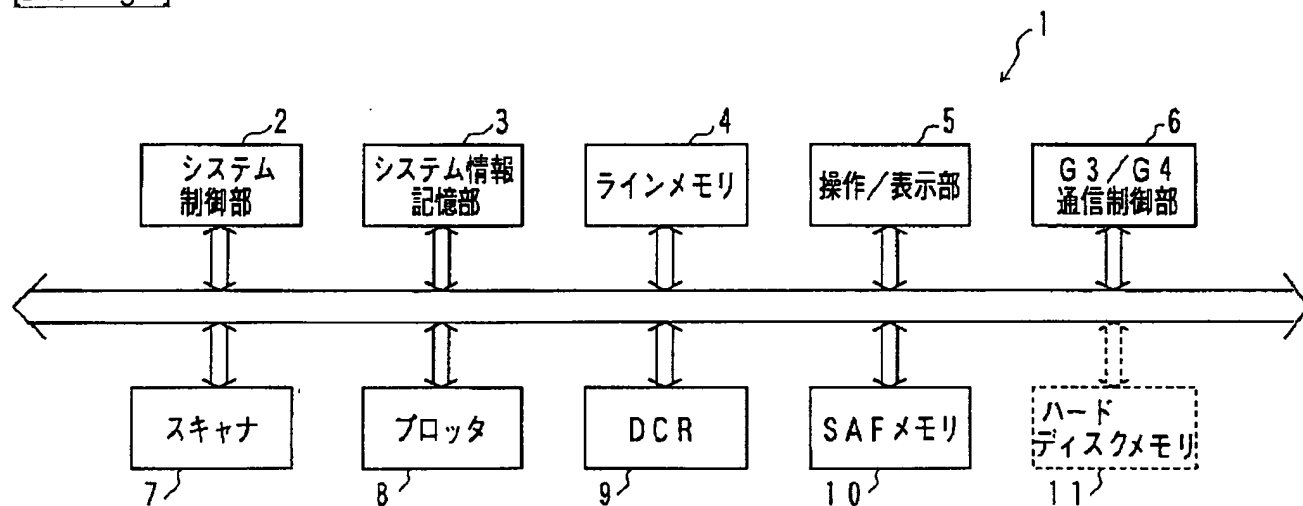 1
2
3
4
5
6
システム
制御部
システム情報
記憶部
ラインメモリ
操作/表示部
G3/G4
通信制御部
スキャナ
プロッタ
DCR
SAFメモリ
ハード
ディスクメモリ
7
8
9
10
11